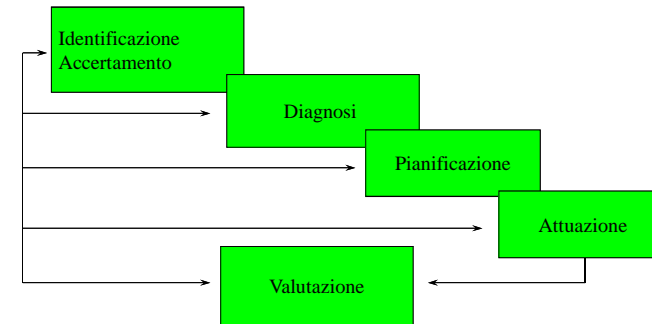 Identificazione
Accertamento
Diagnosi
Pianificazione
Attuazione
Valutazione